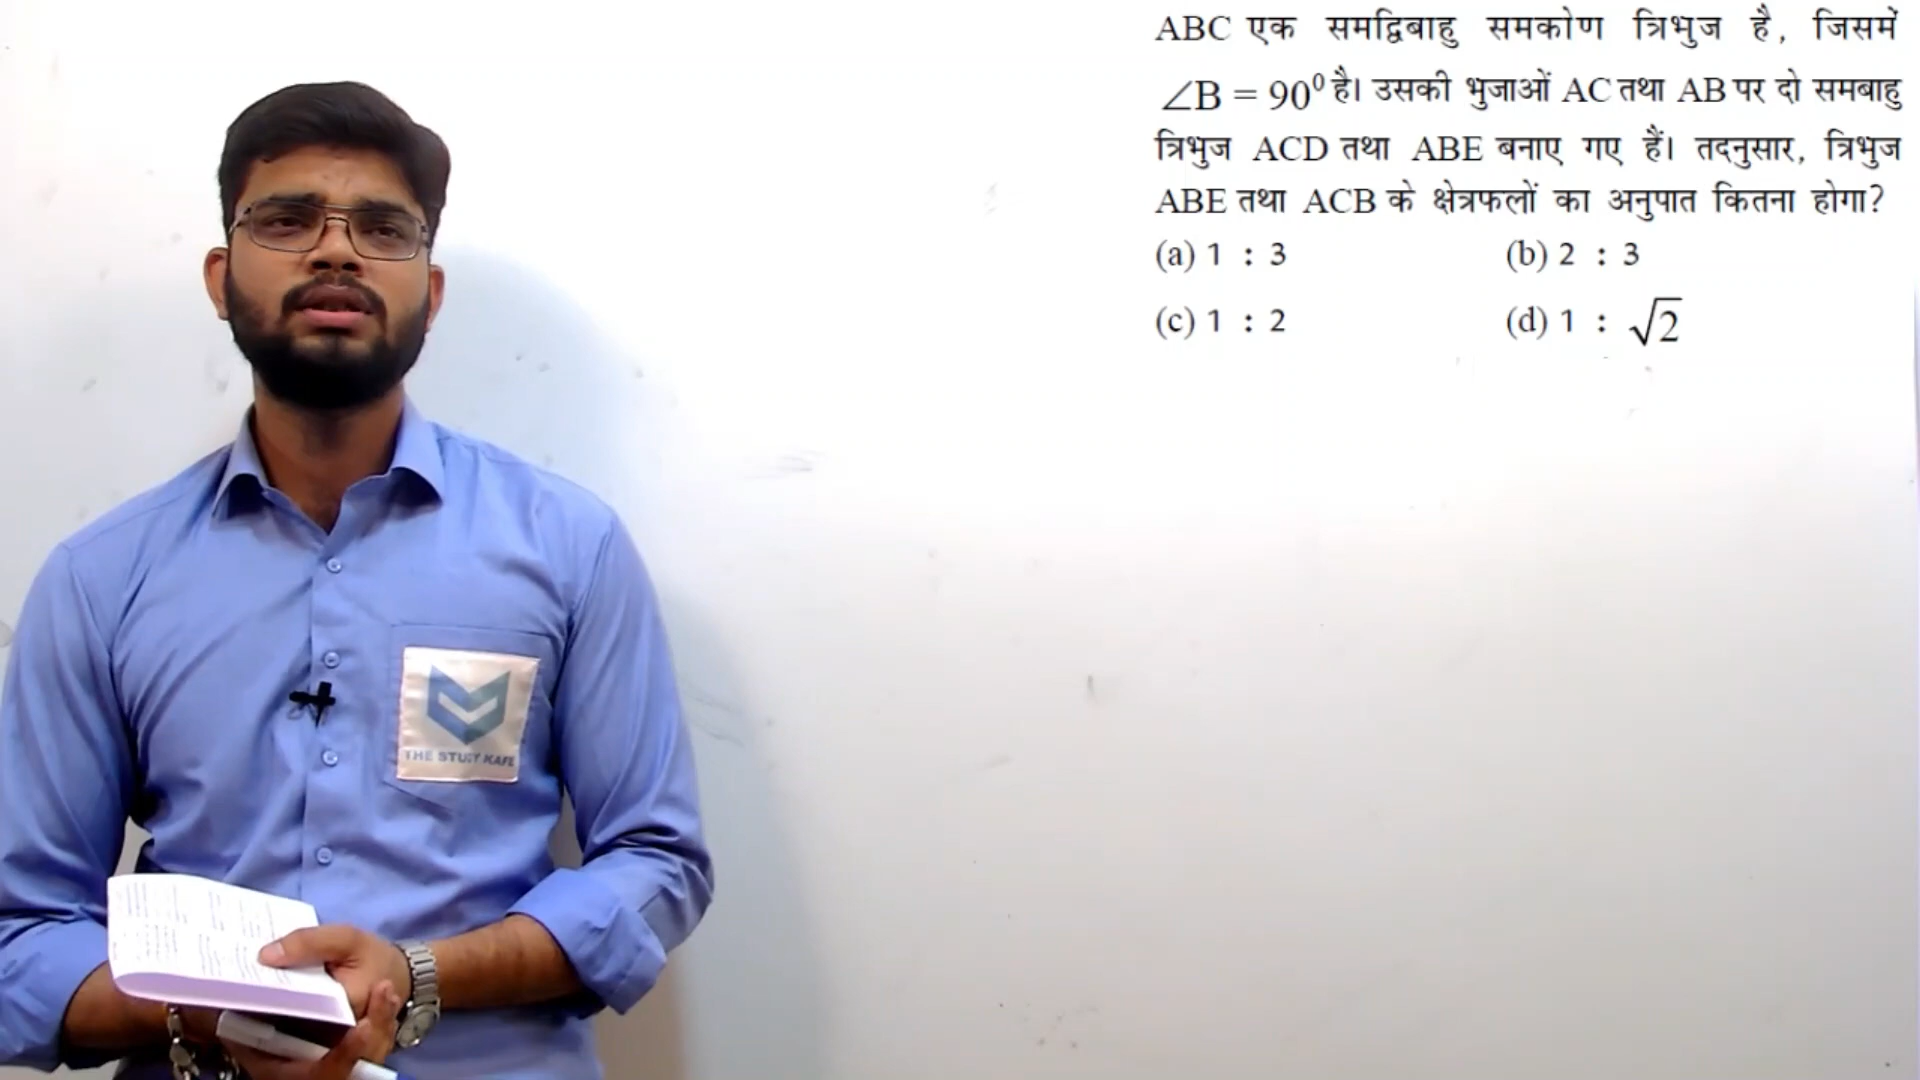 ABC एक समद्विबाहु समकोण त्रिभुज है, जिसमें
∠B = 90⁰ है। उसकी भुजाओं AC तथा AB पर दो समबाहु
त्रिभुज ACD तथा ABE बनाए गए हैं। तदनुसार, त्रिभुज
ABE तथा ACB के क्षेत्रफलों का अनुपात कितना होगा?
(a) 1 : 3 (b) 2 : 3
(c) 1 : 2 (d) 1 : √2
THE STUDY KAFE